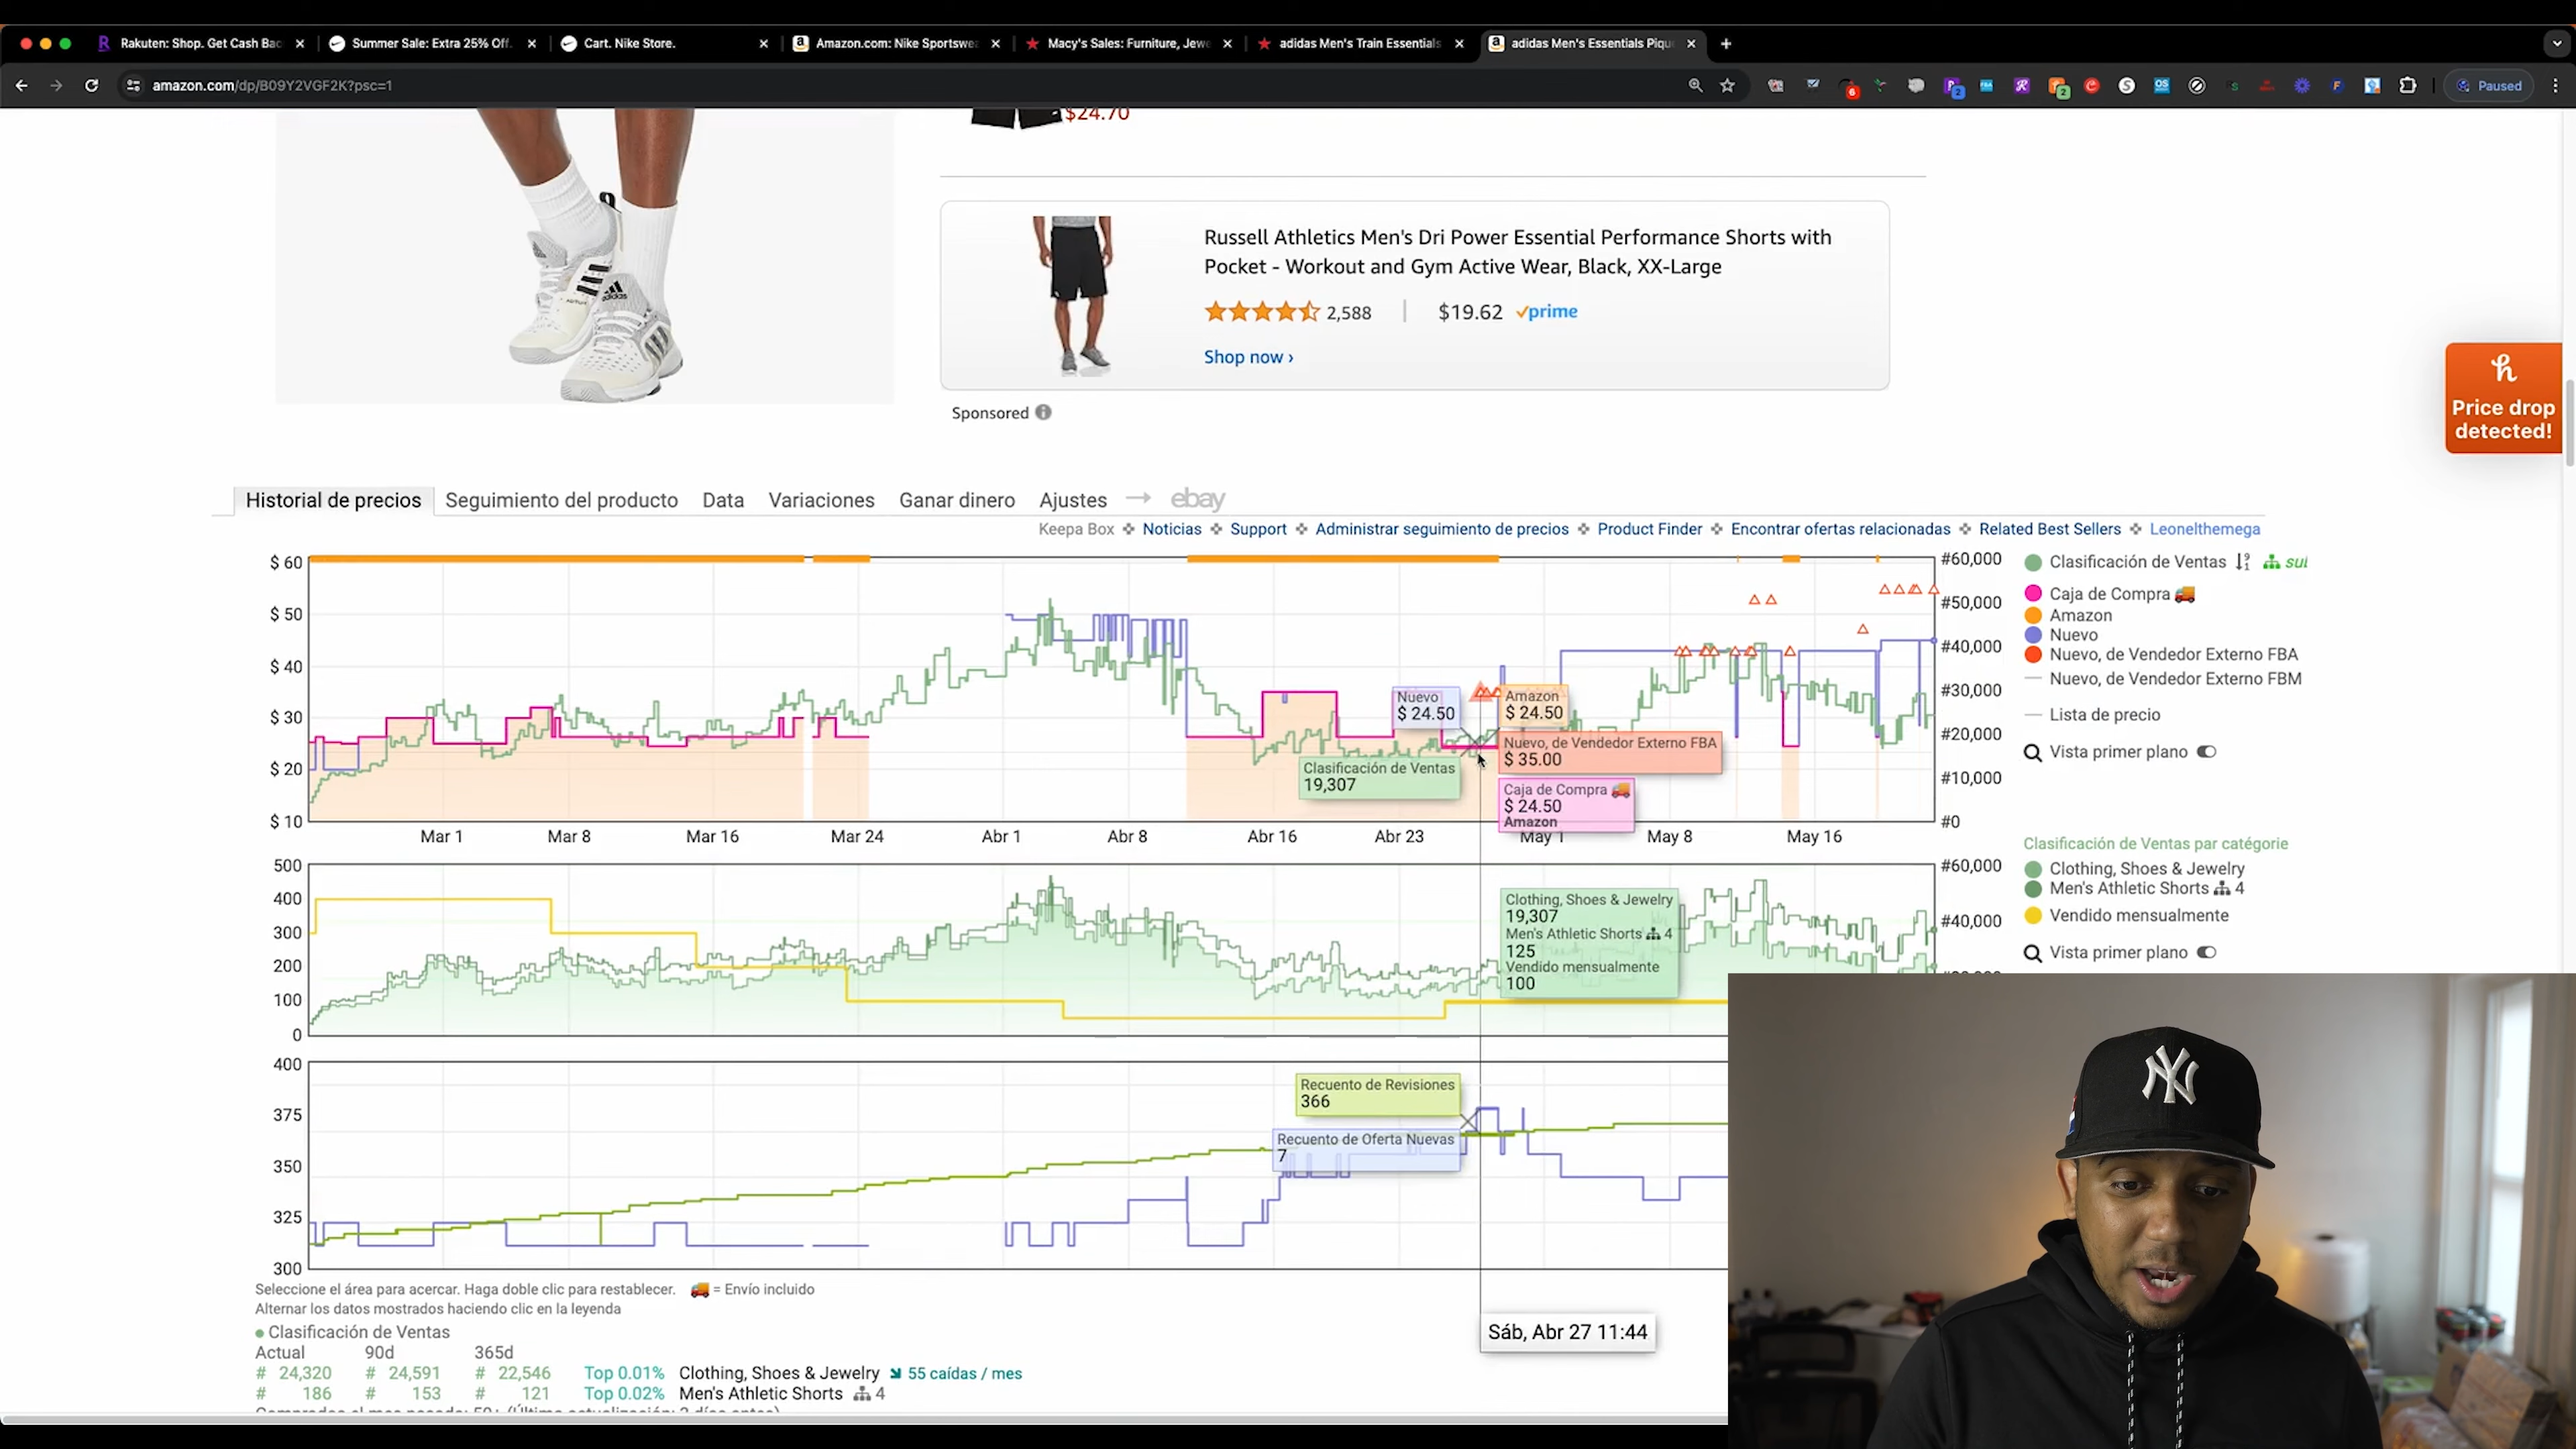 Rakuten: Shop. Get Cash Bac
Summer Sale: Extra 25% Off.
Cart. Nike Store.
Amazon.com: Nike Sportswea
Macy's Sales: Furniture, Jewe
adidas Men's Train Essentials
adidas Men's Essentials Piqu
amazon.com/dp/B09Y2VGF2K?psc=1
6
2
2
Paused
$24.70
Russell Athletics Men's Dri Power Essential Performance Shorts with
Pocket - Workout and Gym Active Wear, Black, XX-Large
2,588 | $19.62 prime
Shop now ›
Sponsored
Price drop
detected!
adidas
Historial de precios Seguimiento del producto Data Variaciones Ganar dinero Ajustes → ebay
Keepa Box Noticias Support Administrar seguimiento de precios Product Finder Encontrar ofertas relacionadas Related Best Sellers Leonelthemega
$ 60
$ 50
$ 40
$ 30
$ 20
$ 10
#60,000
#50,000
#40,000
#30,000
#20,000
#10,000
#0
Clasificación de Ventas
Caja de Compra
Amazon
Nuevo
Nuevo, de Vendedor Externo FBA
Nuevo, de Vendedor Externo FBM
Lista de precio
Vista primer plano
Nuevo
$ 24.50
Amazon
$ 24.50
Nuevo, de Vendedor Externo FBA
$ 35.00
Clasificación de Ventas
19,307
Caja de Compra
$ 24.50
Amazon
Mar 1 Mar 8 Mar 16 Mar 24 Abr 1 Abr 8 Abr 16 Abr 23 May 1 May 8 May 16
500
400
300
200
100
0
#60,000
#40,000
Clasificación de Ventas par catégorie
Clothing, Shoes & Jewelry
Men's Athletic Shorts 4
Vendido mensualmente
Vista primer plano
Clothing, Shoes & Jewelry
19,307
Men's Athletic Shorts 4
125
Vendido mensualmente
100
400
375
350
325
300
Recuento de Revisiones
366
Recuento de Oferta Nuevas
7
Sáb, Abr 27 11:44
Seleccione el área para acercar. Haga doble clic para restablecer. = Envío incluido
Alternar los datos mostrados haciendo clic en la leyenda
Clasificación de Ventas
Actual 90d 365d
# 24,320 # 24,591 # 22,546 Top 0.01% Clothing, Shoes & Jewelry 55 caídas / mes
# 186 # 153 # 121 Top 0.02% Men's Athletic Shorts 4
NY